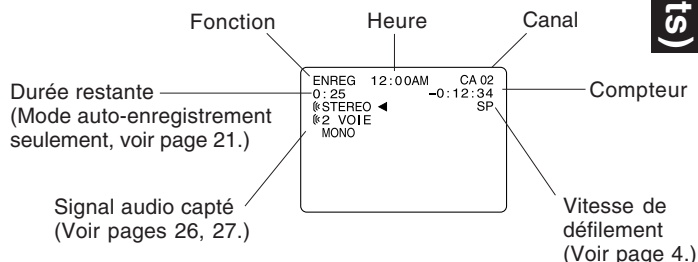 ts)
Fonction
Heure
Canal
ENREG 12:00AM CA 02
0:25 -0:12:34
STEREO ◀ SP
2 VOIE
MONO
Durée restante
(Mode auto-enregistrement
seulement, voir page 21.)
Compteur
Signal audio capté
(Voir pages 26, 27.)
Vitesse de
défilement
(Voir page 4.)